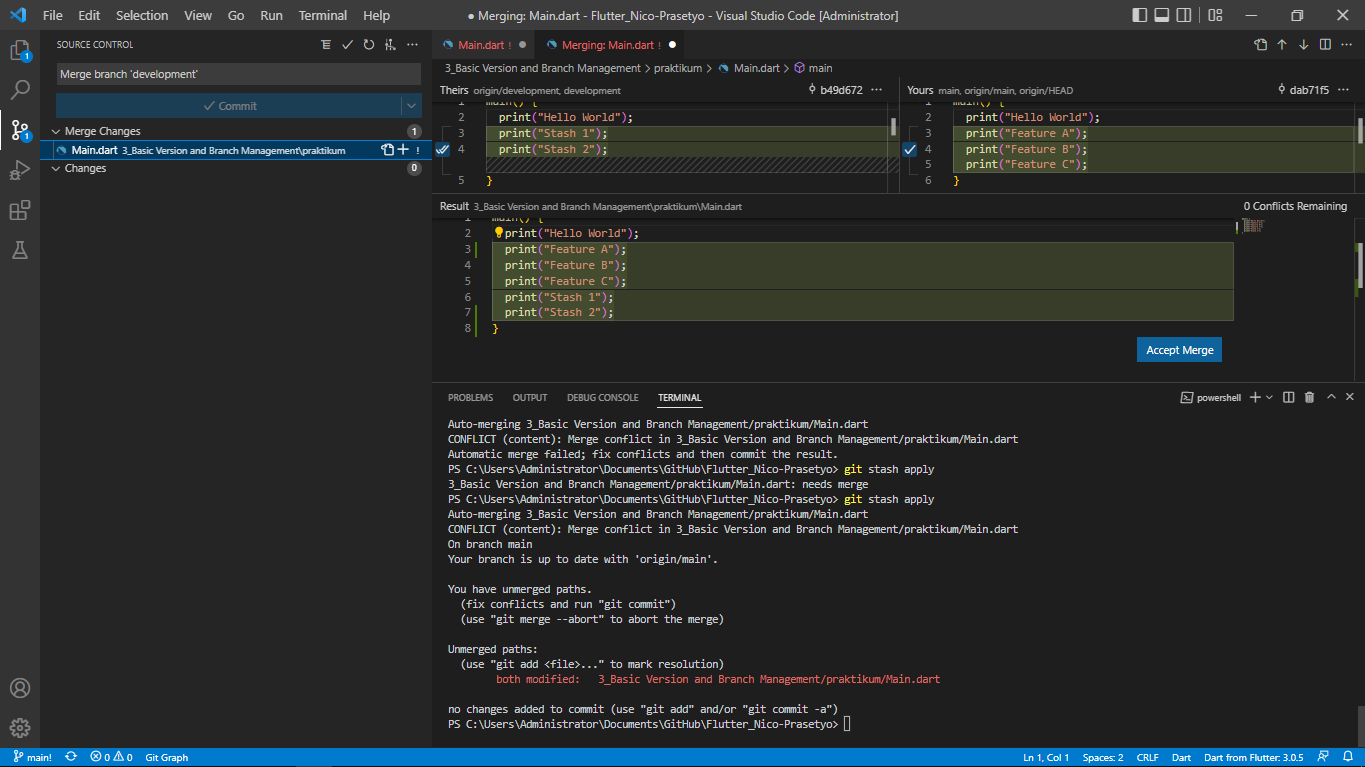 File Edit Selection View Go Run Terminal Help
● Merging: Main.dart - Flutter_Nico-Prasetyo - Visual Studio Code [Administrator]
SOURCE CONTROL
Main.dart !
Merging: Main.dart !
1
Merge branch 'development'
Commit
Merge Changes 1
Main.dart 3_Basic Version and Branch Management\praktikum !
Changes 0
1
3_Basic Version and Branch Management > praktikum > Main.dart > main
Theirs origin/development, development b49d672
1 main() {
2 print("Hello World");
3 print("Stash 1");
4 print("Stash 2");
5 }
Yours main, origin/main, origin/HEAD dab71f5
1 main() {
2 print("Hello World");
3 print("Feature A");
4 print("Feature B");
5 print("Feature C");
6 }
Result 3_Basic Version and Branch Management\praktikum\Main.dart 0 Conflicts Remaining
1 main() {
2 print("Hello World");
3 print("Feature A");
4 print("Feature B");
5 print("Feature C");
6 print("Stash 1");
7 print("Stash 2");
8 }
Accept Merge
PROBLEMS OUTPUT DEBUG CONSOLE TERMINAL powershell
Auto-merging 3_Basic Version and Branch Management/praktikum/Main.dart
CONFLICT (content): Merge conflict in 3_Basic Version and Branch Management/praktikum/Main.dart
Automatic merge failed; fix conflicts and then commit the result.
PS C:\Users\Administrator\Documents\GitHub\Flutter_Nico-Prasetyo> git stash apply
3_Basic Version and Branch Management/praktikum/Main.dart: needs merge
PS C:\Users\Administrator\Documents\GitHub\Flutter_Nico-Prasetyo> git stash apply
Auto-merging 3_Basic Version and Branch Management/praktikum/Main.dart
CONFLICT (content): Merge conflict in 3_Basic Version and Branch Management/praktikum/Main.dart
On branch main
Your branch is up to date with 'origin/main'.
You have unmerged paths.
(fix conflicts and run "git commit")
(use "git merge --abort" to abort the merge)
Unmerged paths:
(use "git add <file>..." to mark resolution)
both modified: 3_Basic Version and Branch Management/praktikum/Main.dart
no changes added to commit (use "git add" and/or "git commit -a")
PS C:\Users\Administrator\Documents\GitHub\Flutter_Nico-Prasetyo>
main! 0 0 Git Graph Ln 1, Col 1 Spaces: 2 CRLF Dart Dart from Flutter: 3.0.5